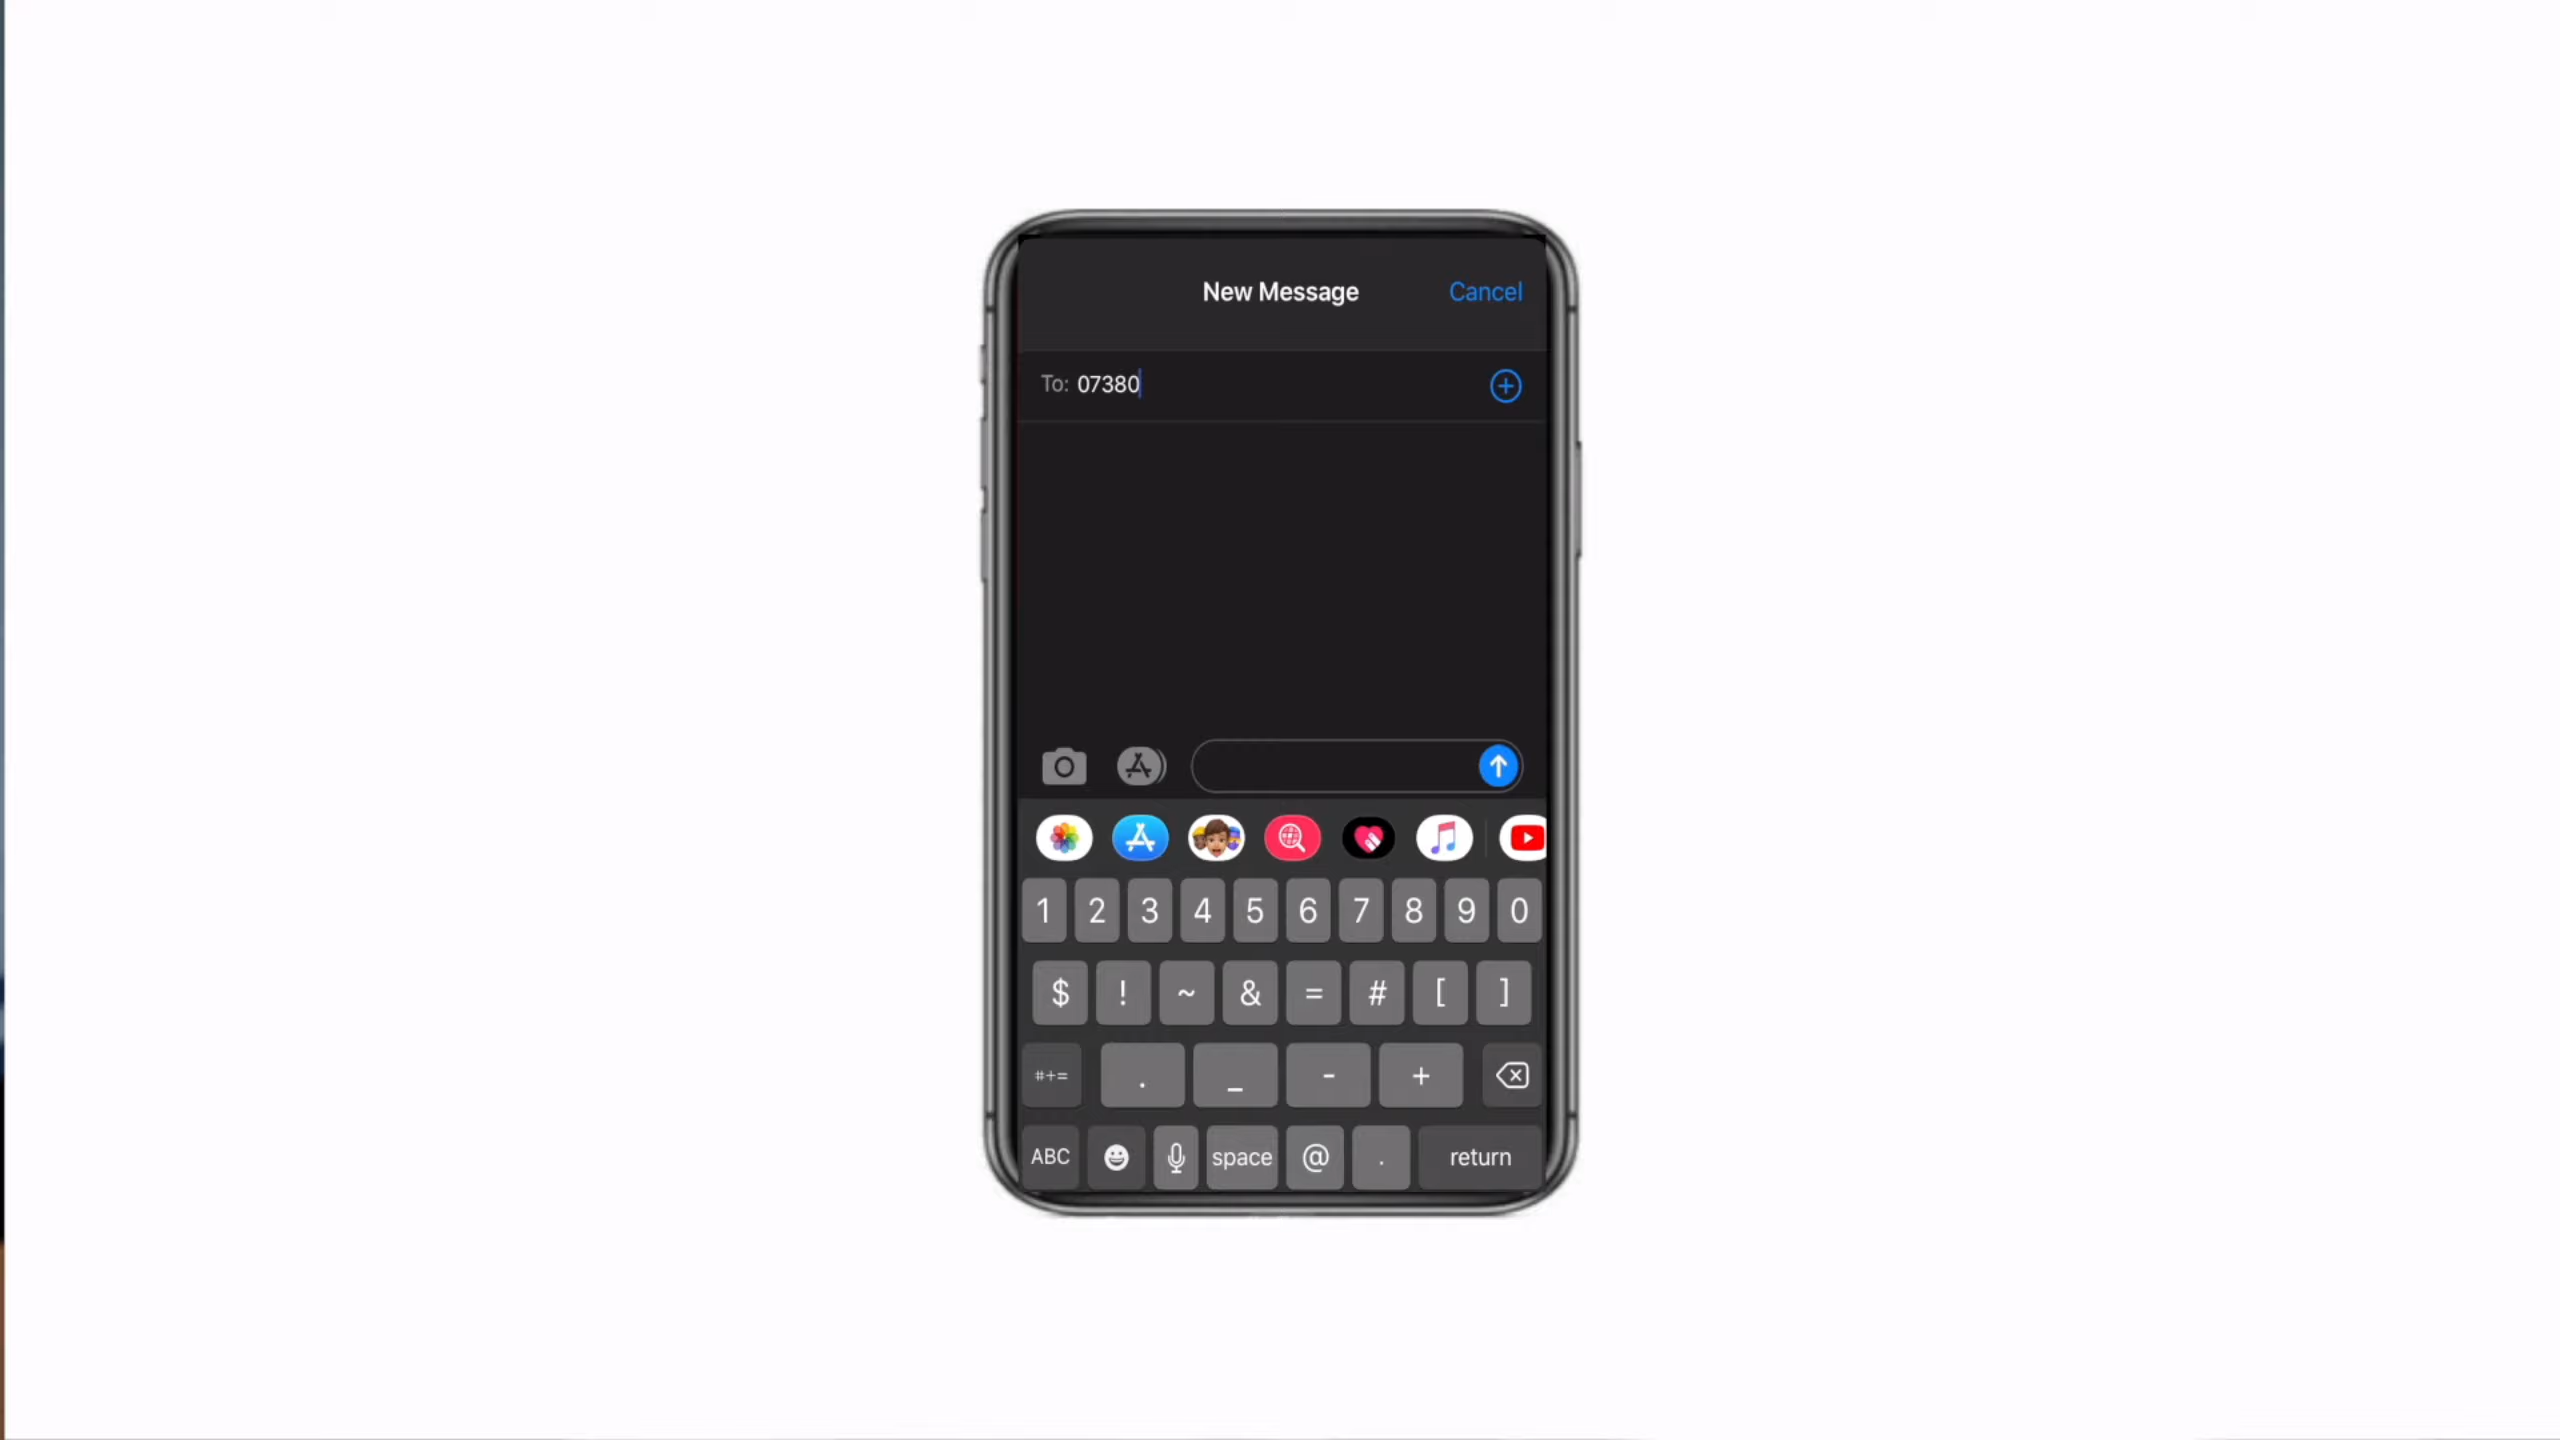 New Message Cancel
To: 07380
1 2 3 4 5 6 7 8 9 0
$ ! ~ & = # [ ]
#+= . _ - +
ABC space @ . return